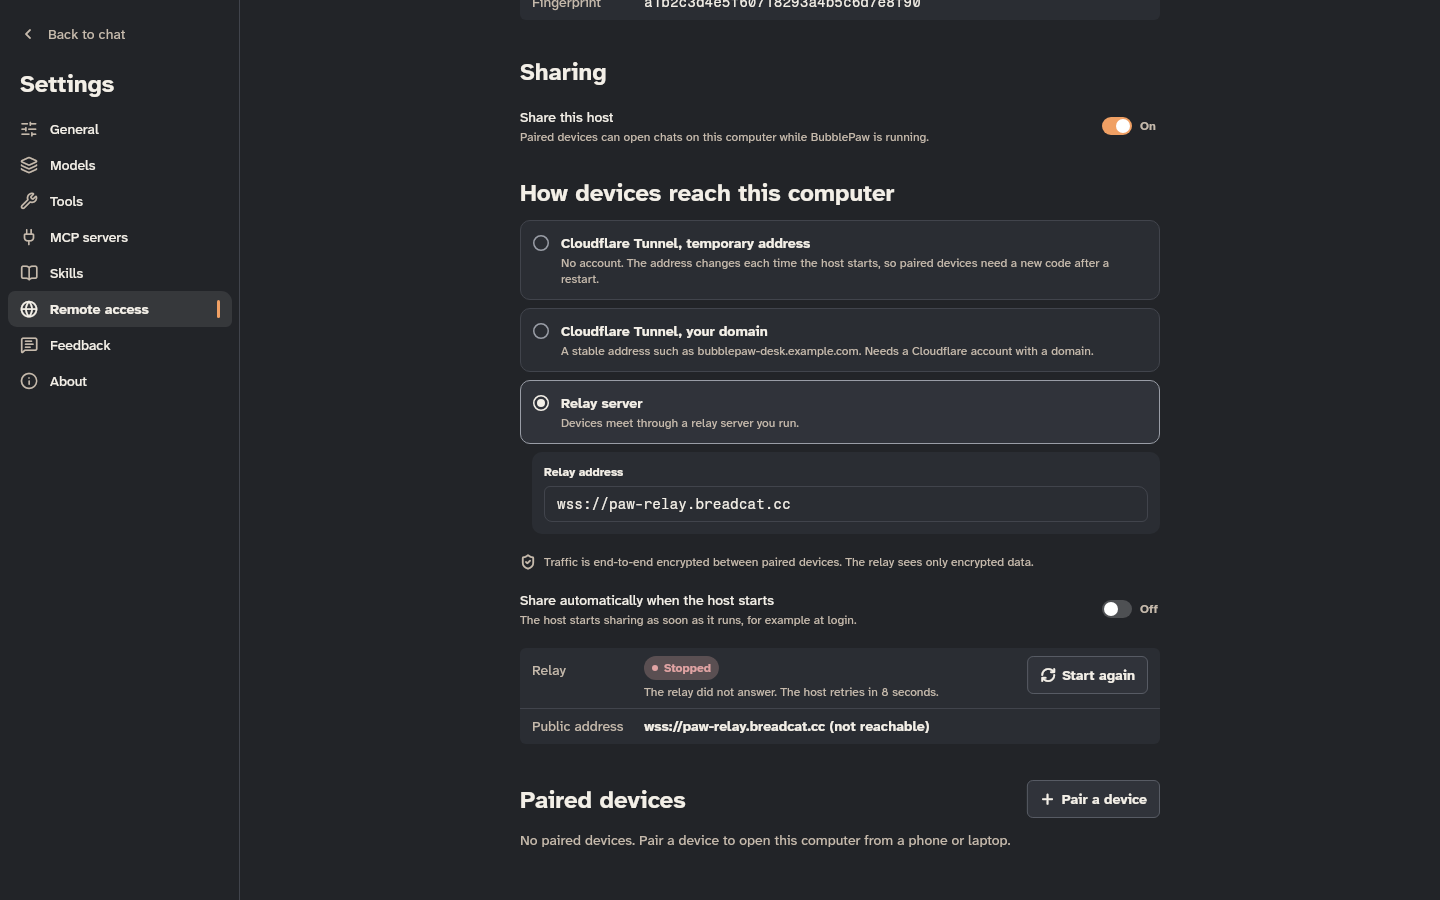 Back to chat
Settings
General
Models
Tools
MCP servers
Skills
Remote access
Feedback
About
Fingerprint a1b2c3d4e5f60718293a4b5c6d7e8f90
Sharing
Share this host
Paired devices can open chats on this computer while BubblePaw is running.
On
How devices reach this computer
Cloudflare Tunnel, temporary address
No account. The address changes each time the host starts, so paired devices need a new code after a
restart.
Cloudflare Tunnel, your domain
A stable address such as bubblepaw-desk.example.com. Needs a Cloudflare account with a domain.
Relay server
Devices meet through a relay server you run.
Relay address
wss://paw-relay.breadcat.cc
Traffic is end-to-end encrypted between paired devices. The relay sees only encrypted data.
Share automatically when the host starts
The host starts sharing as soon as it runs, for example at login.
Off
Relay
Stopped
The relay did not answer. The host retries in 8 seconds.
Start again
Public address wss://paw-relay.breadcat.cc (not reachable)
Paired devices
Pair a device
No paired devices. Pair a device to open this computer from a phone or laptop.